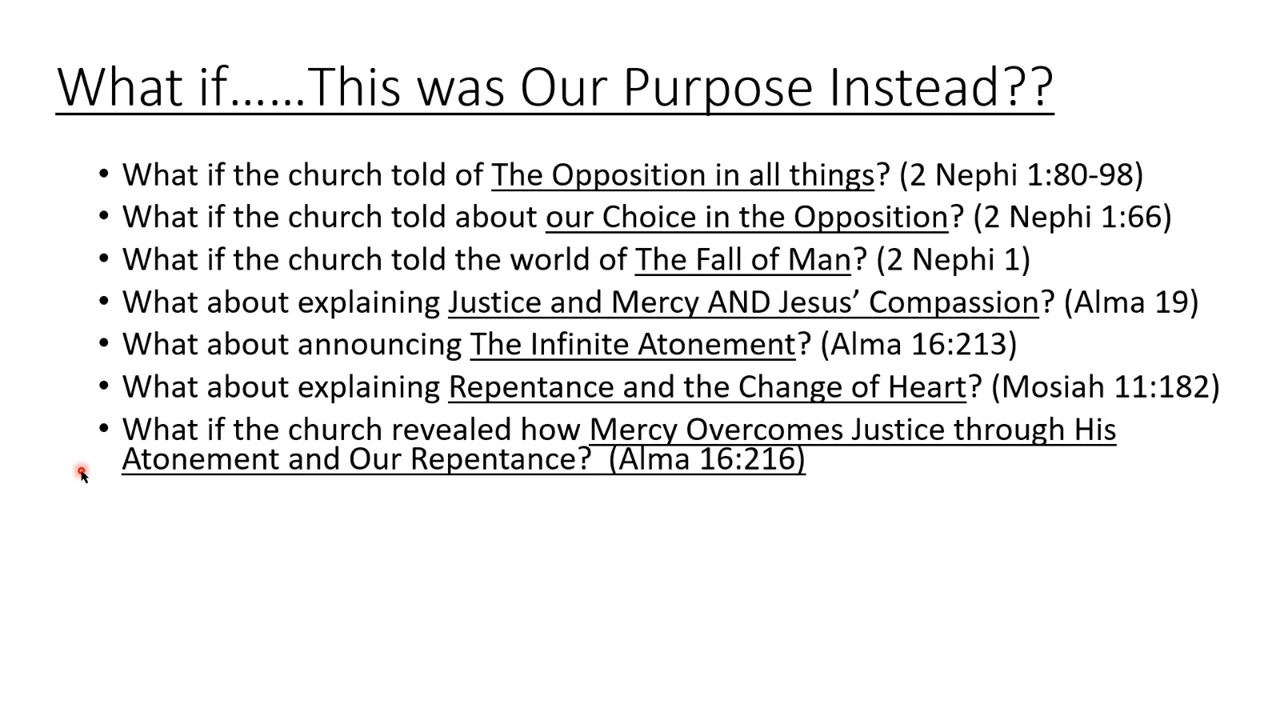 What if……This was Our Purpose Instead??
• What if the church told of The Opposition in all things? (2 Nephi 1:80-98)
• What if the church told about our Choice in the Opposition? (2 Nephi 1:66)
• What if the church told the world of The Fall of Man? (2 Nephi 1)
• What about explaining Justice and Mercy AND Jesus’ Compassion? (Alma 19)
• What about announcing The Infinite Atonement? (Alma 16:213)
• What about explaining Repentance and the Change of Heart? (Mosiah 11:182)
• What if the church revealed how Mercy Overcomes Justice through His
Atonement and Our Repentance?  (Alma 16:216)